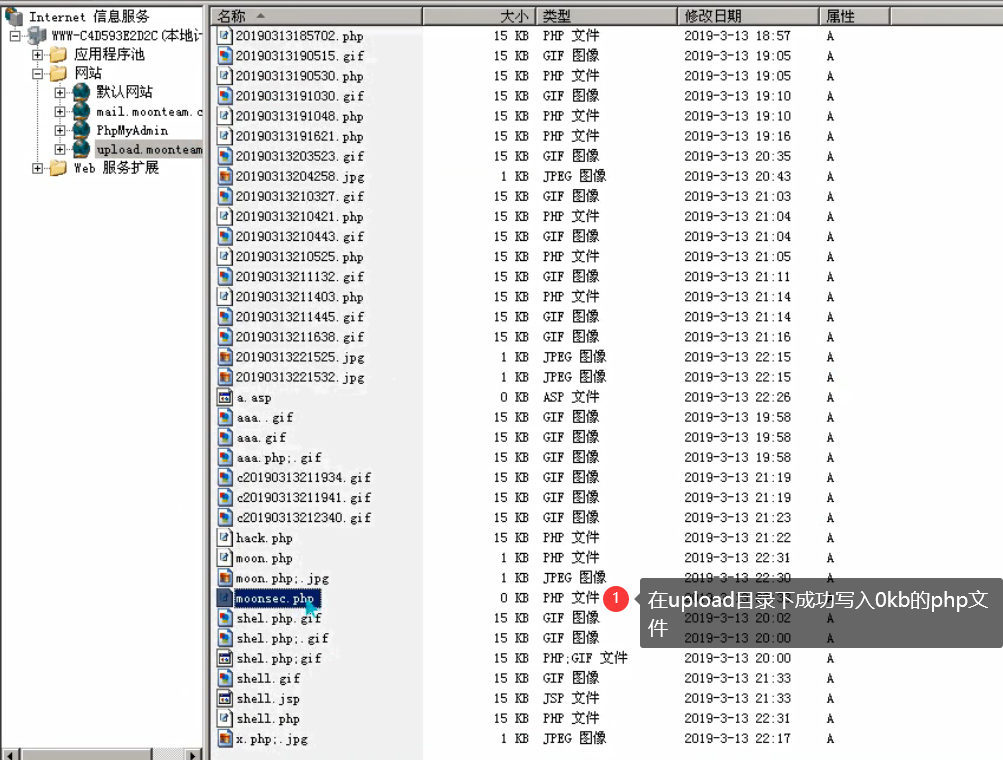 Internet 信息服务
WWW-C4D593E2D2C(本地计
应用程序池
网站
默认网站
mail.moonteam.c
PhpMyAdmin
upload.moonteam
Web 服务扩展
名称 大小 类型 修改日期 属性
20190313185702.php 15 KB PHP 文件 2019-3-13 18:57 A
20190313190515.gif 15 KB GIF 图像 2019-3-13 19:05 A
20190313190530.php 15 KB PHP 文件 2019-3-13 19:05 A
20190313191030.gif 15 KB GIF 图像 2019-3-13 19:10 A
20190313191048.php 15 KB PHP 文件 2019-3-13 19:10 A
20190313191621.php 15 KB PHP 文件 2019-3-13 19:16 A
20190313203523.gif 15 KB GIF 图像 2019-3-13 20:35 A
20190313204258.jpg 1 KB JPEG 图像 2019-3-13 20:43 A
20190313210327.gif 15 KB GIF 图像 2019-3-13 21:03 A
20190313210421.php 15 KB PHP 文件 2019-3-13 21:04 A
20190313210443.gif 15 KB GIF 图像 2019-3-13 21:04 A
20190313210525.php 15 KB PHP 文件 2019-3-13 21:05 A
20190313211132.gif 15 KB GIF 图像 2019-3-13 21:11 A
20190313211403.php 15 KB PHP 文件 2019-3-13 21:14 A
20190313211445.gif 15 KB GIF 图像 2019-3-13 21:14 A
20190313211638.gif 15 KB GIF 图像 2019-3-13 21:16 A
20190313221525.jpg 1 KB JPEG 图像 2019-3-13 22:15 A
20190313221532.jpg 1 KB JPEG 图像 2019-3-13 22:15 A
a.asp 0 KB ASP 文件 2019-3-13 22:26 A
aaa..gif 15 KB GIF 图像 2019-3-13 19:58 A
aaa.gif 15 KB GIF 图像 2019-3-13 19:58 A
aaa.php;.gif 15 KB GIF 图像 2019-3-13 19:58 A
c20190313211934.gif 15 KB GIF 图像 2019-3-13 21:19 A
c20190313211941.gif 15 KB GIF 图像 2019-3-13 21:19 A
c20190313212340.gif 15 KB GIF 图像 2019-3-13 21:23 A
hack.php 15 KB PHP 文件 2019-3-13 21:22 A
moon.php 1 KB PHP 文件 2019-3-13 22:31 A
moon.php;.jpg 1 KB JPEG 图像 2019-3-13 22:30 A
moonsec.php 0 KB PHP 文件
1 在upload目录下成功写入0kb的php文
件
shel.php.gif 15 KB GIF 图像 2019-3-13 20:02 A
shel.php;.gif 15 KB GIF 图像 2019-3-13 20:00 A
shel.php;gif 15 KB PHP;GIF 文件 2019-3-13 20:00 A
shell.gif 15 KB GIF 图像 2019-3-13 21:33 A
shell.jsp 15 KB JSP 文件 2019-3-13 21:33 A
shell.php 15 KB PHP 文件 2019-3-13 22:31 A
x.php;.jpg 1 KB JPEG 图像 2019-3-13 22:17 A